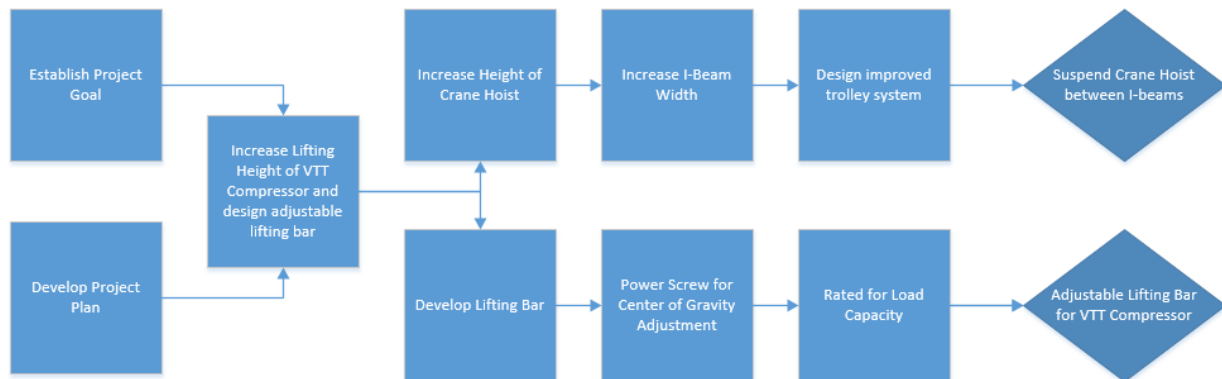 Establish Project
Goal
Increase Height of
Crane Hoist
Increase I-Beam
Width
Design improved
trolley system
Suspend Crane Hoist
between I-beams
Increase Lifting
Height of VTT
Compressor and
design adjustable
lifting bar
Develop Project
Plan
Develop Lifting Bar
Power Screw for
Center of Gravity
Adjustment
Rated for Load
Capacity
Adjustable Lifting Bar
for VTT Compressor